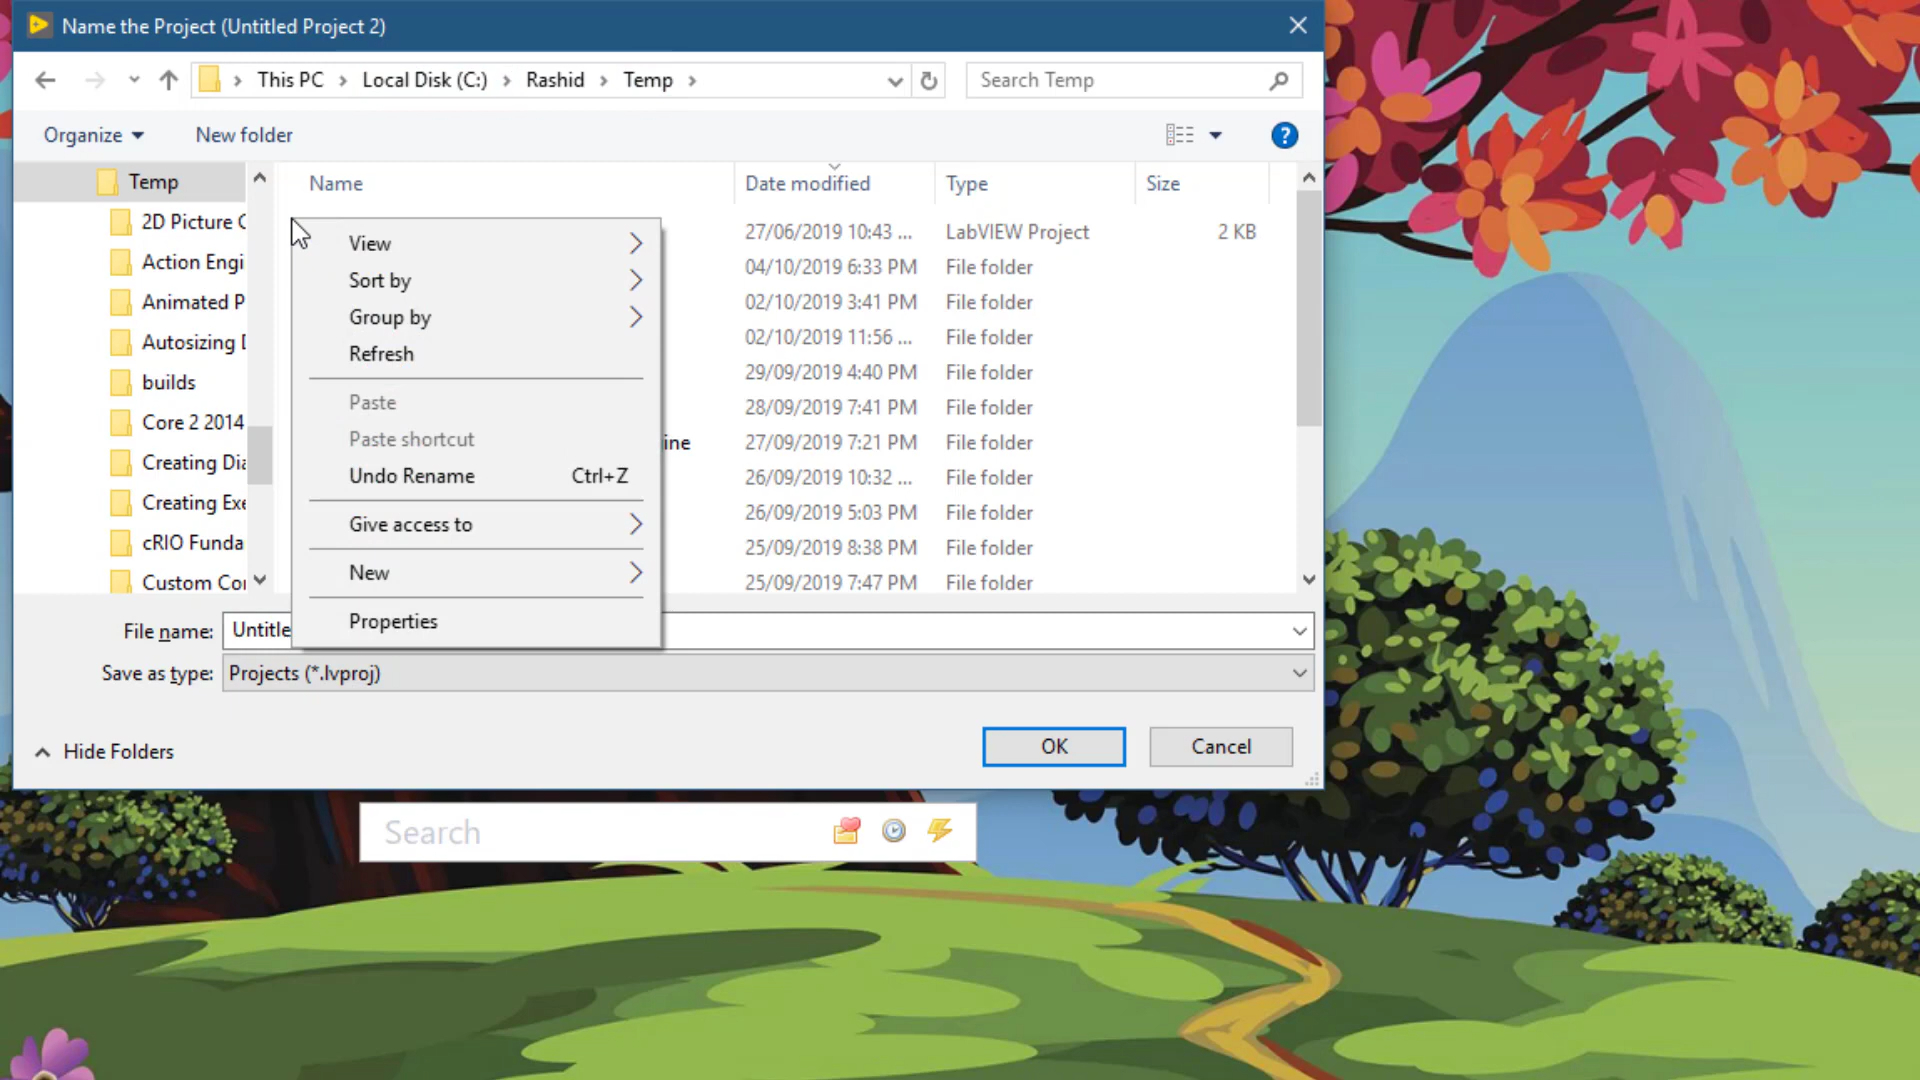 Name the Project (Untitled Project 2)
This PC Local Disk (C:) Rashid Temp
Search Temp
Organize New folder
?
Name Date modified Type Size
Temp
2D Picture C
Action Engi
Animated P
Autosizing
builds
Core 2 2014
Creating Dia
Creating Exe
cRIO Funda
Custom Cor
View
Sort by
Group by
Refresh
Paste
Paste shortcut
Undo Rename Ctrl+Z
Give access to
New
Properties
ine
27/06/2019 10:43 ... LabVIEW Project 2 KB
04/10/2019 6:33 PM File folder
02/10/2019 3:41 PM File folder
02/10/2019 11:56 ... File folder
29/09/2019 4:40 PM File folder
28/09/2019 7:41 PM File folder
27/09/2019 7:21 PM File folder
26/09/2019 10:32 ... File folder
26/09/2019 5:03 PM File folder
25/09/2019 8:38 PM File folder
25/09/2019 7:47 PM File folder
File name: Untitle
Save as type: Projects (*.lvproj)
Hide Folders
OK Cancel
Search